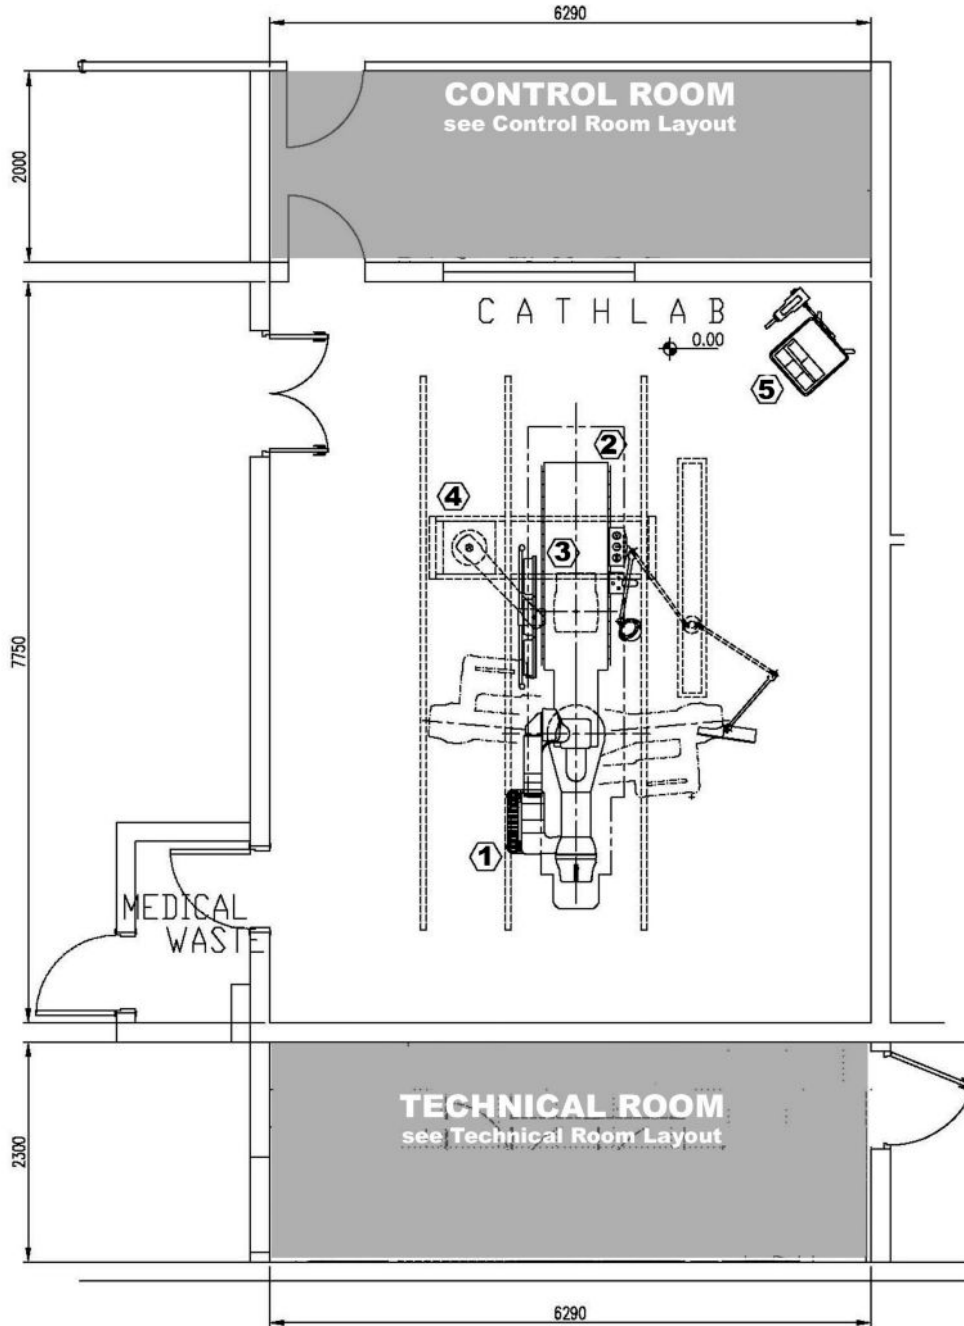 6290
CONTROL ROOM
see Control Room Layout
2000
CATHLAB
0.00
5
2
4
3
7750
1
MEDICAL
WASTE
TECHNICAL ROOM
see Technical Room Layout
2300
6290